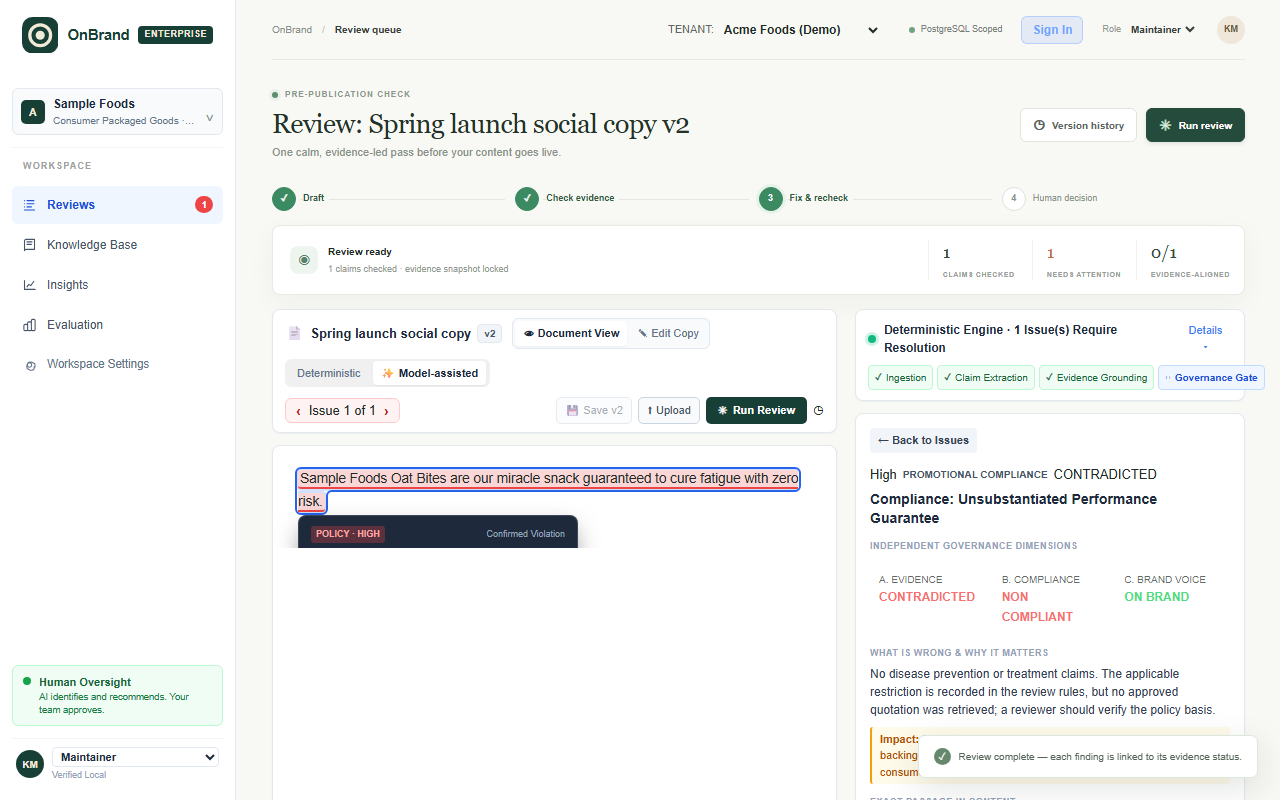 OnBrand ENTERPRISE
Sample Foods
Consumer Packaged Goods ·...
A
WORKSPACE
Reviews 1
Knowledge Base
Insights
Evaluation
Workspace Settings
Human Oversight
AI identifies and recommends. Your
team approves.
KM Maintainer
Verified Local
OnBrand / Review queue
TENANT: Acme Foods (Demo)
PostgreSQL Scoped
Sign In
Role Maintainer
KM
PRE-PUBLICATION CHECK
Review: Spring launch social copy v2
One calm, evidence-led pass before your content goes live.
Version history
Run review
Draft
Check evidence
3 Fix & recheck
4 Human decision
Review ready
1 claims checked · evidence snapshot locked
1
CLAIMS CHECKED
1
NEEDS ATTENTION
0/1
EVIDENCE-ALIGNED
Spring launch social copy v2
Document View
Edit Copy
Deterministic
Model-assisted
‹ Issue 1 of 1 ›
Save v2
Upload
Run Review
Sample Foods Oat Bites are our miracle snack guaranteed to cure fatigue with zero
risk.
POLICY · HIGH
Confirmed Violation
Deterministic Engine · 1 Issue(s) Require
Resolution
Details
✓ Ingestion
✓ Claim Extraction
✓ Evidence Grounding
Governance Gate
← Back to Issues
High PROMOTIONAL COMPLIANCE CONTRADICTED
Compliance: Unsubstantiated Performance
Guarantee
INDEPENDENT GOVERNANCE DIMENSIONS
A. EVIDENCE
CONTRADICTED
B. COMPLIANCE
NON
COMPLIANT
C. BRAND VOICE
ON BRAND
WHAT IS WRONG & WHY IT MATTERS
No disease prevention or treatment claims. The applicable
restriction is recorded in the review rules, but no approved
quotation was retrieved; a reviewer should verify the policy basis.
Impact:
backing
consum
Review complete — each finding is linked to its evidence status.
EXACT PASSAGE IN CONTENT